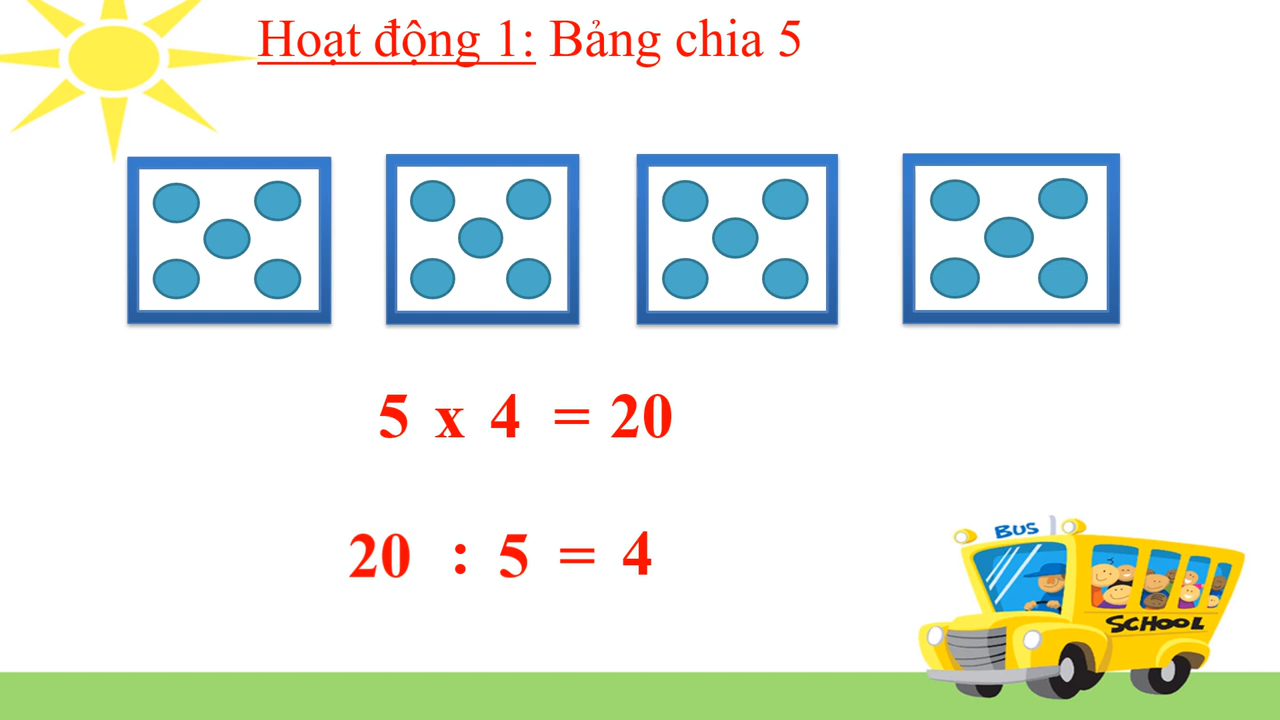 Hoạt động 1: Bảng chia 5
5 x 4 = 20
20 : 5 = 4
BUS
SCHOOL